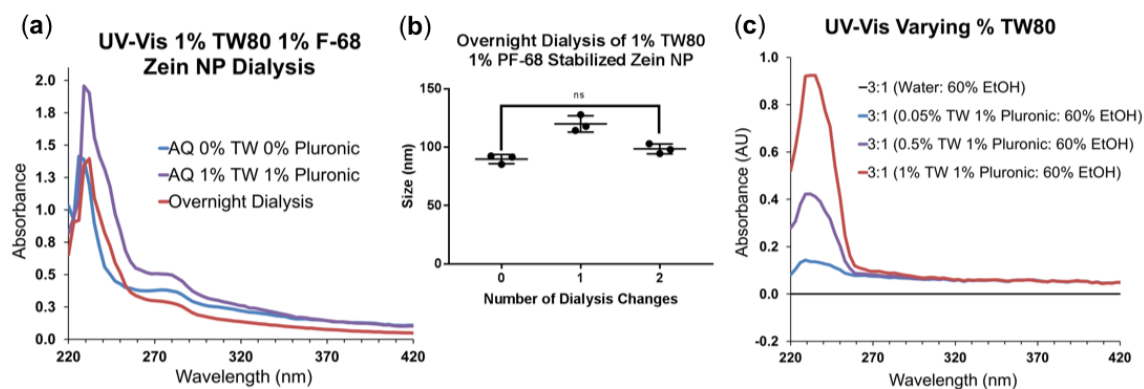 (a)
UV-Vis 1% TW80 1% F-68
Zein NP Dialysis
2.0
1.8
1.5
1.3
1.0
0.8
0.5
0.3
0.0
Absorbance
AQ 0% TW 0% Pluronic
AQ 1% TW 1% Pluronic
Overnight Dialysis
220 270 320 370 420
Wavelength (nm)
(b)
Overnight Dialysis of 1% TW80
1% PF-68 Stabilized Zein NP
ns
150
100
50
0
Size (nm)
0 1 2
Number of Dialysis Changes
(c)
UV-Vis Varying % TW80
1.0
0.8
0.6
0.4
0.2
0.0
-0.2
Absorbance (AU)
3:1 (Water: 60% EtOH)
3:1 (0.05% TW 1% Pluronic: 60% EtOH)
3:1 (0.5% TW 1% Pluronic: 60% EtOH)
3:1 (1% TW 1% Pluronic: 60% EtOH)
220 270 320 370 420
Wavelength (nm)